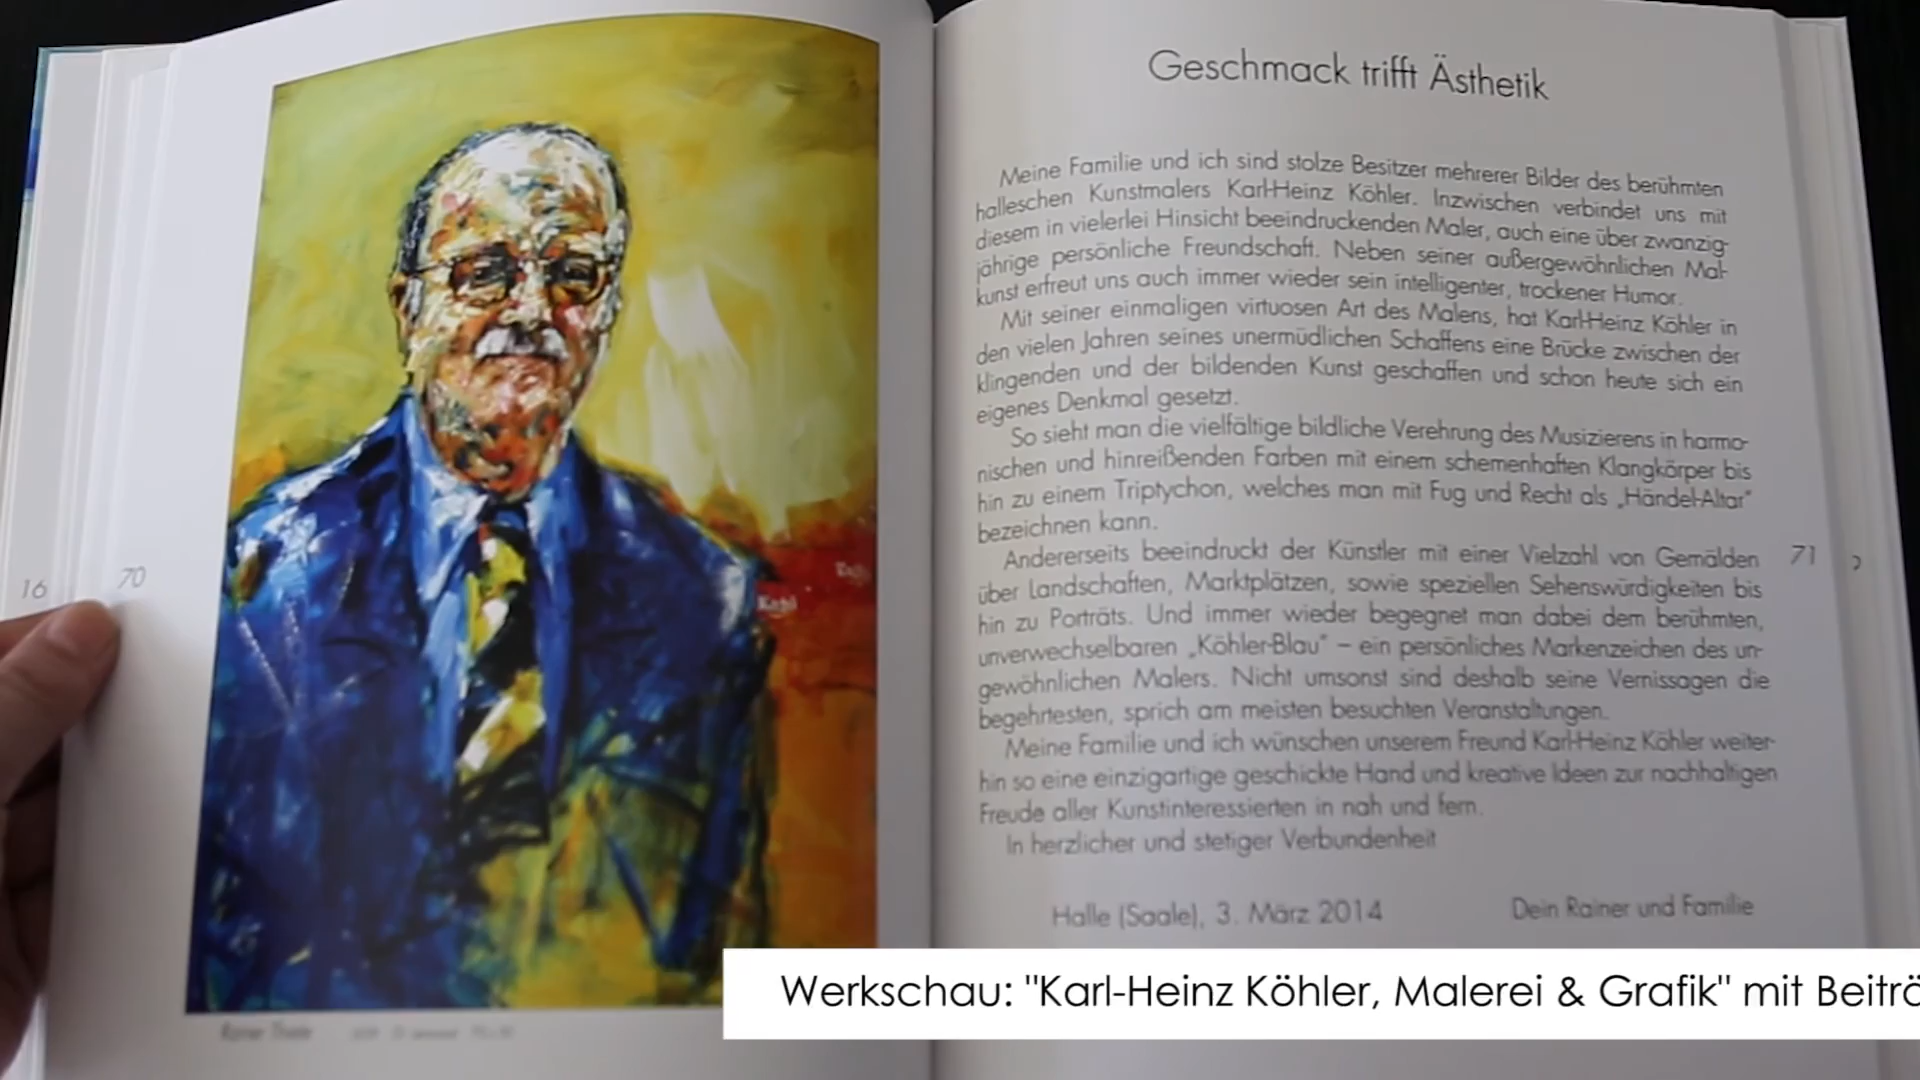 16
70
Geschmack trifft Ästhetik
Meine Familie und ich sind stolze Besitzer mehrerer Bilder des berühmten
halleschen Kunstmalers Karl-Heinz Köhler. Inzwischen verbindet uns mit
diesem in vielerlei Hinsicht beeindruckenden Maler, auch eine über zwanzig-
jährige persönliche Freundschaft. Neben seiner außergewöhnlichen Mal-
kunst erfreut uns auch immer wieder sein intelligenter, trockener Humor.
Mit seiner einmaligen virtuosen Art des Malens, hat Karl-Heinz Köhler in
den vielen Jahren seines unermüdlichen Schaffens eine Brücke zwischen der
klingenden und der bildenden Kunst geschaffen und schon heute sich ein
eigenes Denkmal gesetzt.
So sieht man die vielfältige bildliche Verehrung des Musizierens in harmo-
nischen und hinreißenden Farben mit einem schemenhaften Klangkörper bis
hin zu einem Triptychon, welches man mit Fug und Recht als „Händel-Altar“
bezeichnen kann.
Andererseits beeindruckt der Künstler mit einer Vielzahl von Gemälden
über Landschaften, Marktplätzen, sowie speziellen Sehenswürdigkeiten bis
hin zu Porträts. Und immer wieder begegnet man dabei dem berühmten,
unverwechselbaren „Köhler-Blau“ – ein persönliches Markenzeichen des un-
gewöhnlichen Malers. Nicht umsonst sind deshalb seine Vernissagen die
begehrtesten, sprich am meisten besuchten Veranstaltungen.
Meine Familie und ich wünschen unserem Freund Karl-Heinz Köhler weiter-
hin so eine einzigartige geschickte Hand und kreative Ideen zur nachhaltigen
Freude aller Kunstinteressierten in nah und fern.
In herzlicher und stetiger Verbundenheit
Halle (Saale), 3. März 2014 Dein Rainer und Familie
71
Rainer Thiele
Werkschau: "Karl-Heinz Köhler, Malerei & Grafik" mit Beitrö